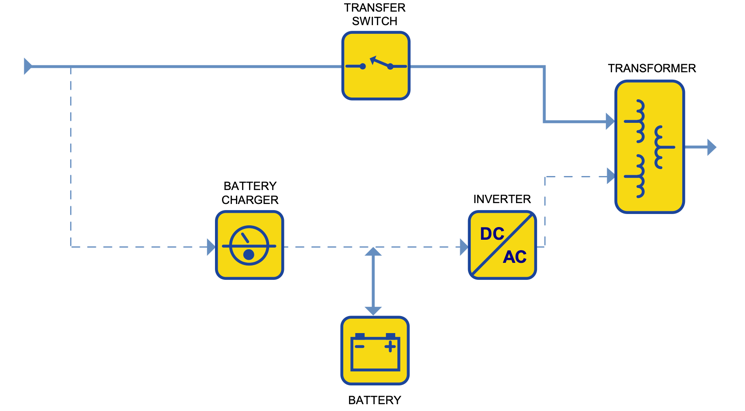 TRANSFER
SWITCH
TRANSFORMER
BATTERY
CHARGER
INVERTER
DC
AC
BATTERY